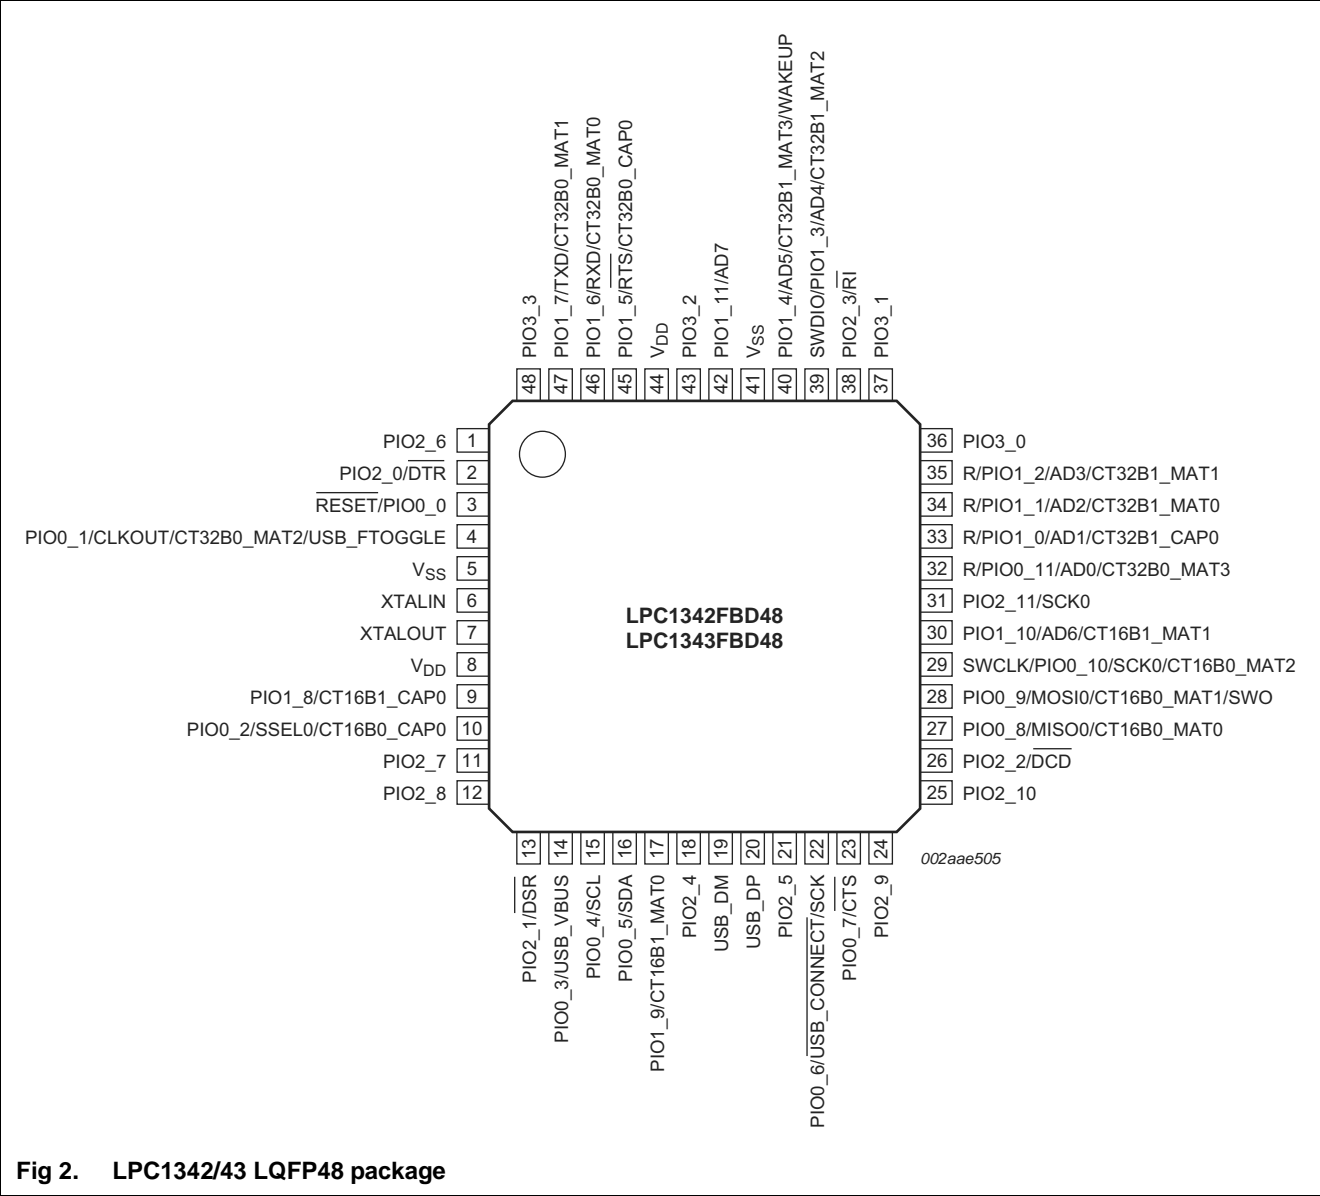 PIO3_3
PIO1_7/TXD/CT32B0_MAT1
PIO1_6/RXD/CT32B0_MAT0
PIO1_5/RTS/CT32B0_CAP0
VDD
PIO3_2
PIO1_11/AD7
VSS
PIO1_4/AD5/CT32B1_MAT3/WAKEUP
SWDIO/PIO1_3/AD4/CT32B1_MAT2
PIO2_3/RI
PIO3_1
48 47 46 45 44 43 42 41 40 39 38 37
PIO2_6 1
PIO2_0/DTR 2
RESET/PIO0_0 3
PIO0_1/CLKOUT/CT32B0_MAT2/USB_FTOGGLE 4
VSS 5
XTALIN 6
XTALOUT 7
VDD 8
PIO1_8/CT16B1_CAP0 9
PIO0_2/SSEL0/CT16B0_CAP0 10
PIO2_7 11
PIO2_8 12
LPC1342FBD48
LPC1343FBD48
36 PIO3_0
35 R/PIO1_2/AD3/CT32B1_MAT1
34 R/PIO1_1/AD2/CT32B1_MAT0
33 R/PIO1_0/AD1/CT32B1_CAP0
32 R/PIO0_11/AD0/CT32B0_MAT3
31 PIO2_11/SCK0
30 PIO1_10/AD6/CT16B1_MAT1
29 SWCLK/PIO0_10/SCK0/CT16B0_MAT2
28 PIO0_9/MOSI0/CT16B0_MAT1/SWO
27 PIO0_8/MISO0/CT16B0_MAT0
26 PIO2_2/DCD
25 PIO2_10
13 14 15 16 17 18 19 20 21 22 23 24
PIO2_1/DSR
PIO0_3/USB_VBUS
PIO0_4/SCL
PIO0_5/SDA
PIO1_9/CT16B1_MAT0
PIO2_4
USB_DM
USB_DP
PIO2_5
PIO0_6/USB_CONNECT/SCK
PIO0_7/CTS
PIO2_9
002aae505
Fig 2. LPC1342/43 LQFP48 package